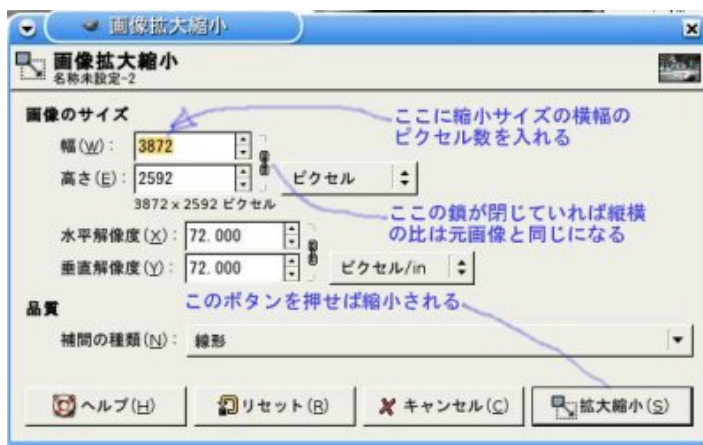 画像拡大縮小
画像拡大縮小
名称未設定-2
画像のサイズ
ここに縮小サイズの横幅の
ピクセル数を入れる
幅(W): 3872
高さ(E): 2592 ピクセル
3872 x 2592 ピクセル
ここの鎖が閉じていれば縦横
の比は元画像と同じになる
水平解像度(X): 72.000
垂直解像度(Y): 72.000 ピクセル/in
このボタンを押せば縮小される
品質
補間の種類(N): 線形
ヘルプ(H) リセット(R) キャンセル(C) 拡大縮小(S)